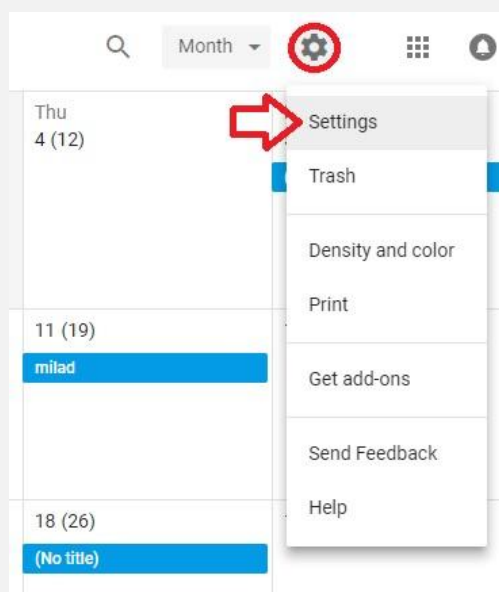 Month
Thu
4 (12)
Settings
Trash
Density and color
Print
11 (19)
milad
Get add-ons
Send Feedback
Help
18 (26)
(No title)